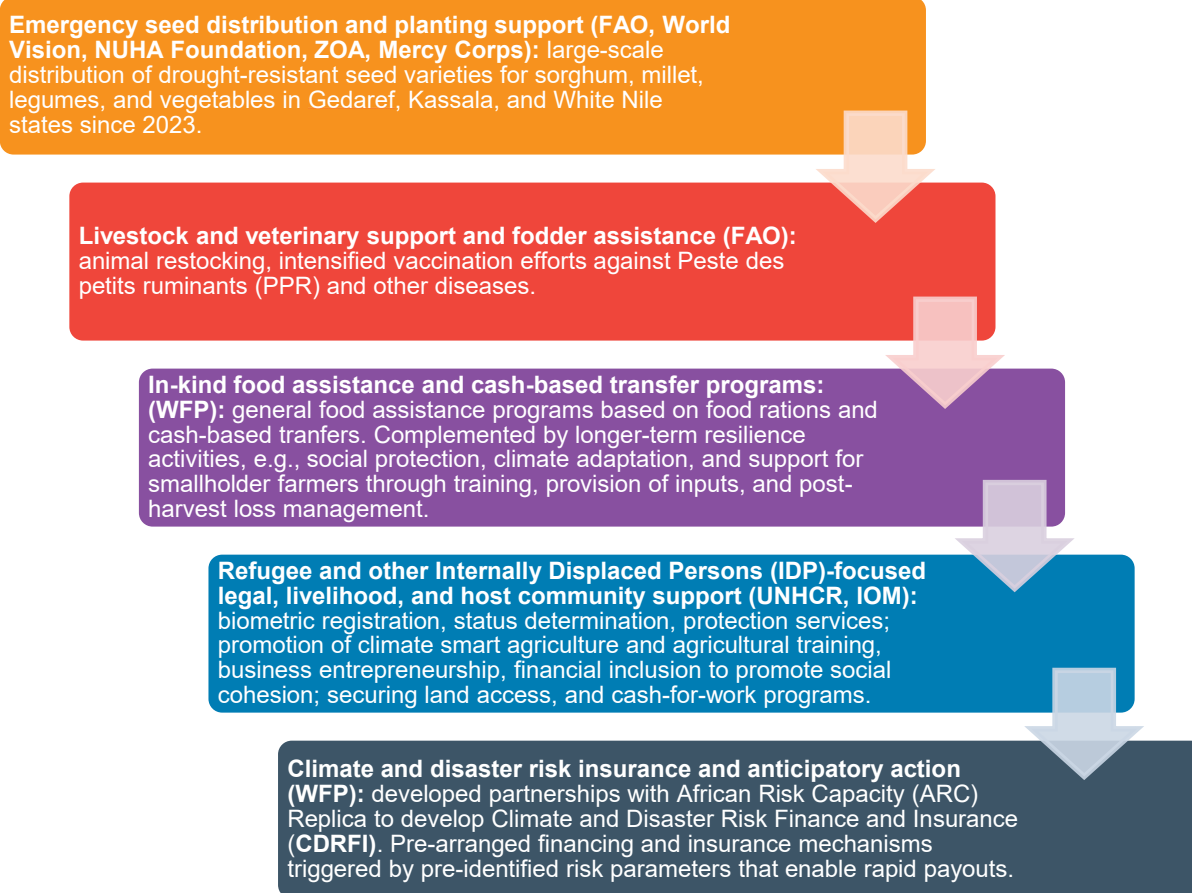 Emergency seed distribution and planting support (FAO, World
Vision, NUHA Foundation, ZOA, Mercy Corps): large-scale
distribution of drought-resistant seed varieties for sorghum, millet,
legumes, and vegetables in Gedaref, Kassala, and White Nile
states since 2023.
Livestock and veterinary support and fodder assistance (FAO):
animal restocking, intensified vaccination efforts against Peste des
petits ruminants (PPR) and other diseases.
In-kind food assistance and cash-based transfer programs:
(WFP): general food assistance programs based on food rations and
cash-based tranfers. Complemented by longer-term resilience
activities, e.g., social protection, climate adaptation, and support for
smallholder farmers through training, provision of inputs, and post-
harvest loss management.
Refugee and other Internally Displaced Persons (IDP)-focused
legal, livelihood, and host community support (UNHCR, IOM):
biometric registration, status determination, protection services;
promotion of climate smart agriculture and agricultural training,
business entrepreneurship, financial inclusion to promote social
cohesion; securing land access, and cash-for-work programs.
Climate and disaster risk insurance and anticipatory action
(WFP): developed partnerships with African Risk Capacity (ARC)
Replica to develop Climate and Disaster Risk Finance and Insurance
(CDRFI). Pre-arranged financing and insurance mechanisms
triggered by pre-identified risk parameters that enable rapid payouts.